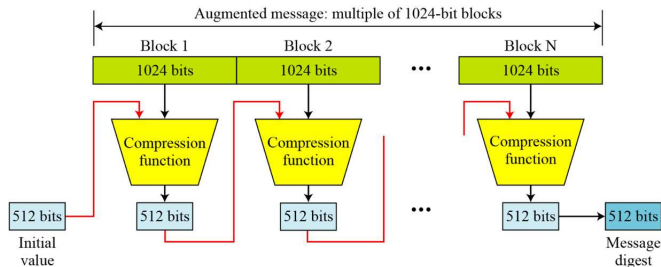 Augmented message: multiple of 1024-bit blocks
Block 1 Block 2 Block N
1024 bits 1024 bits ••• 1024 bits
Compression function Compression function Compression function
512 bits 512 bits 512 bits ••• 512 bits 512 bits
Initial value Message digest